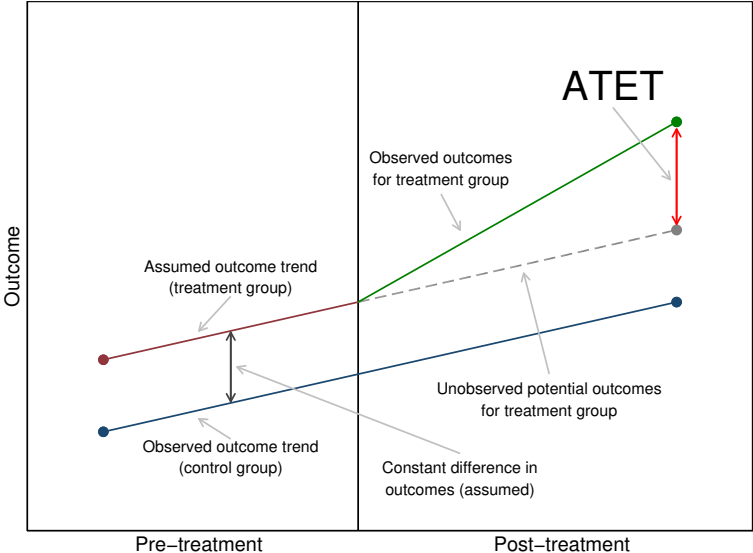 ATET
Observed outcomes
for treatment group
Outcome
Assumed outcome trend
(treatment group)
Unobserved potential outcomes
for treatment group
Observed outcome trend
(control group)
Constant difference in
outcomes (assumed)
Pre−treatment
Post−treatment